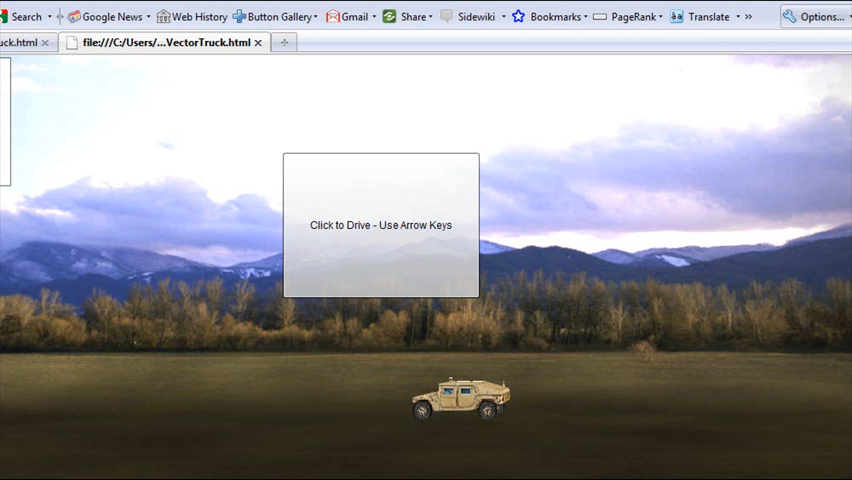 Search Google News Web History Button Gallery Gmail Share Sidewiki Bookmarks PageRank Translate » Options...
uck.html file:///C:/Users/...VectorTruck.html
Click to Drive - Use Arrow Keys